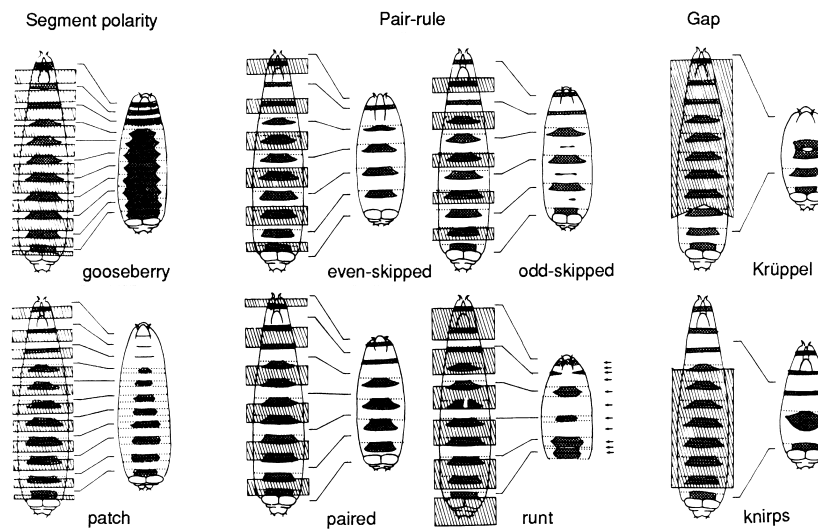 Segment polarity
Pair-rule
Gap
gooseberry
even-skipped
odd-skipped
Krüppel
patch
paired
runt
knirps